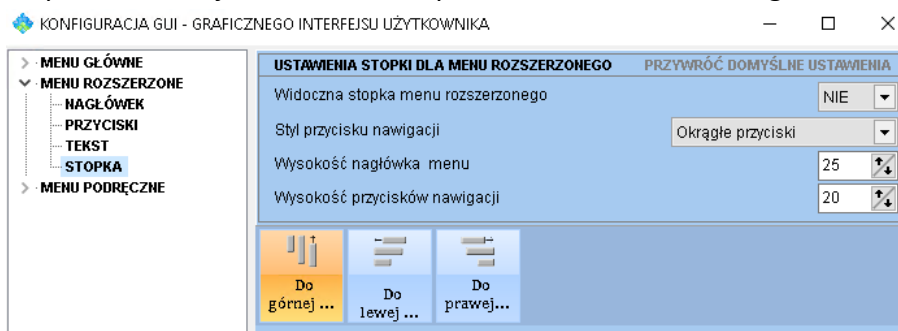 KONFIGURACJA GUI - GRAFICZNEGO INTERFEJSU UŻYTKOWNIKA
MENU GŁÓWNE
MENU ROZSZERZONE
NAGŁÓWEK
PRZYCISKI
TEKST
STOPKA
MENU PODRĘCZNE
USTAWIENIA STOPKI DLA MENU ROZSZERZONEGO PRZYWRÓĆ DOMYŚLNE USTAWIENIA
Widoczna stopka menu rozszerzonego NIE
Styl przycisku nawigacji Okrągłe przyciski
Wysokość nagłówka menu 25
Wysokość przycisków nawigacji 20
Do górnej ...
Do lewej ...
Do prawej...